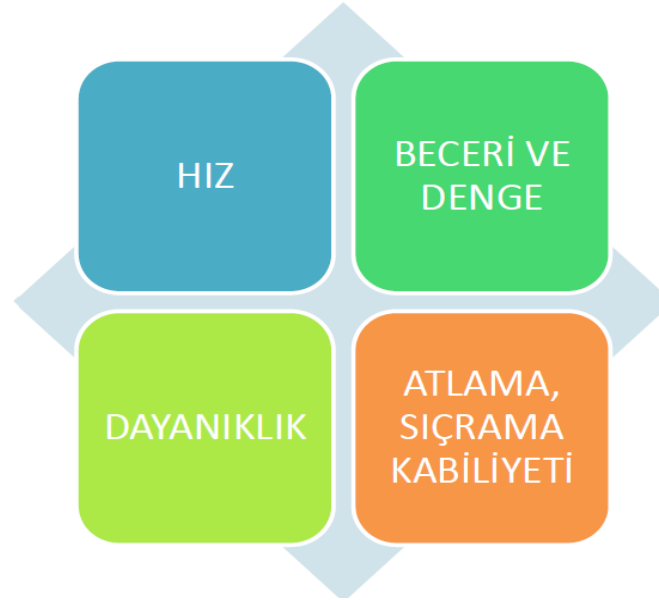 HIZ
BECERİ VE
DENGE
DAYANIKLIK
ATLAMA,
SIÇRAMA
KABİLİYETİ